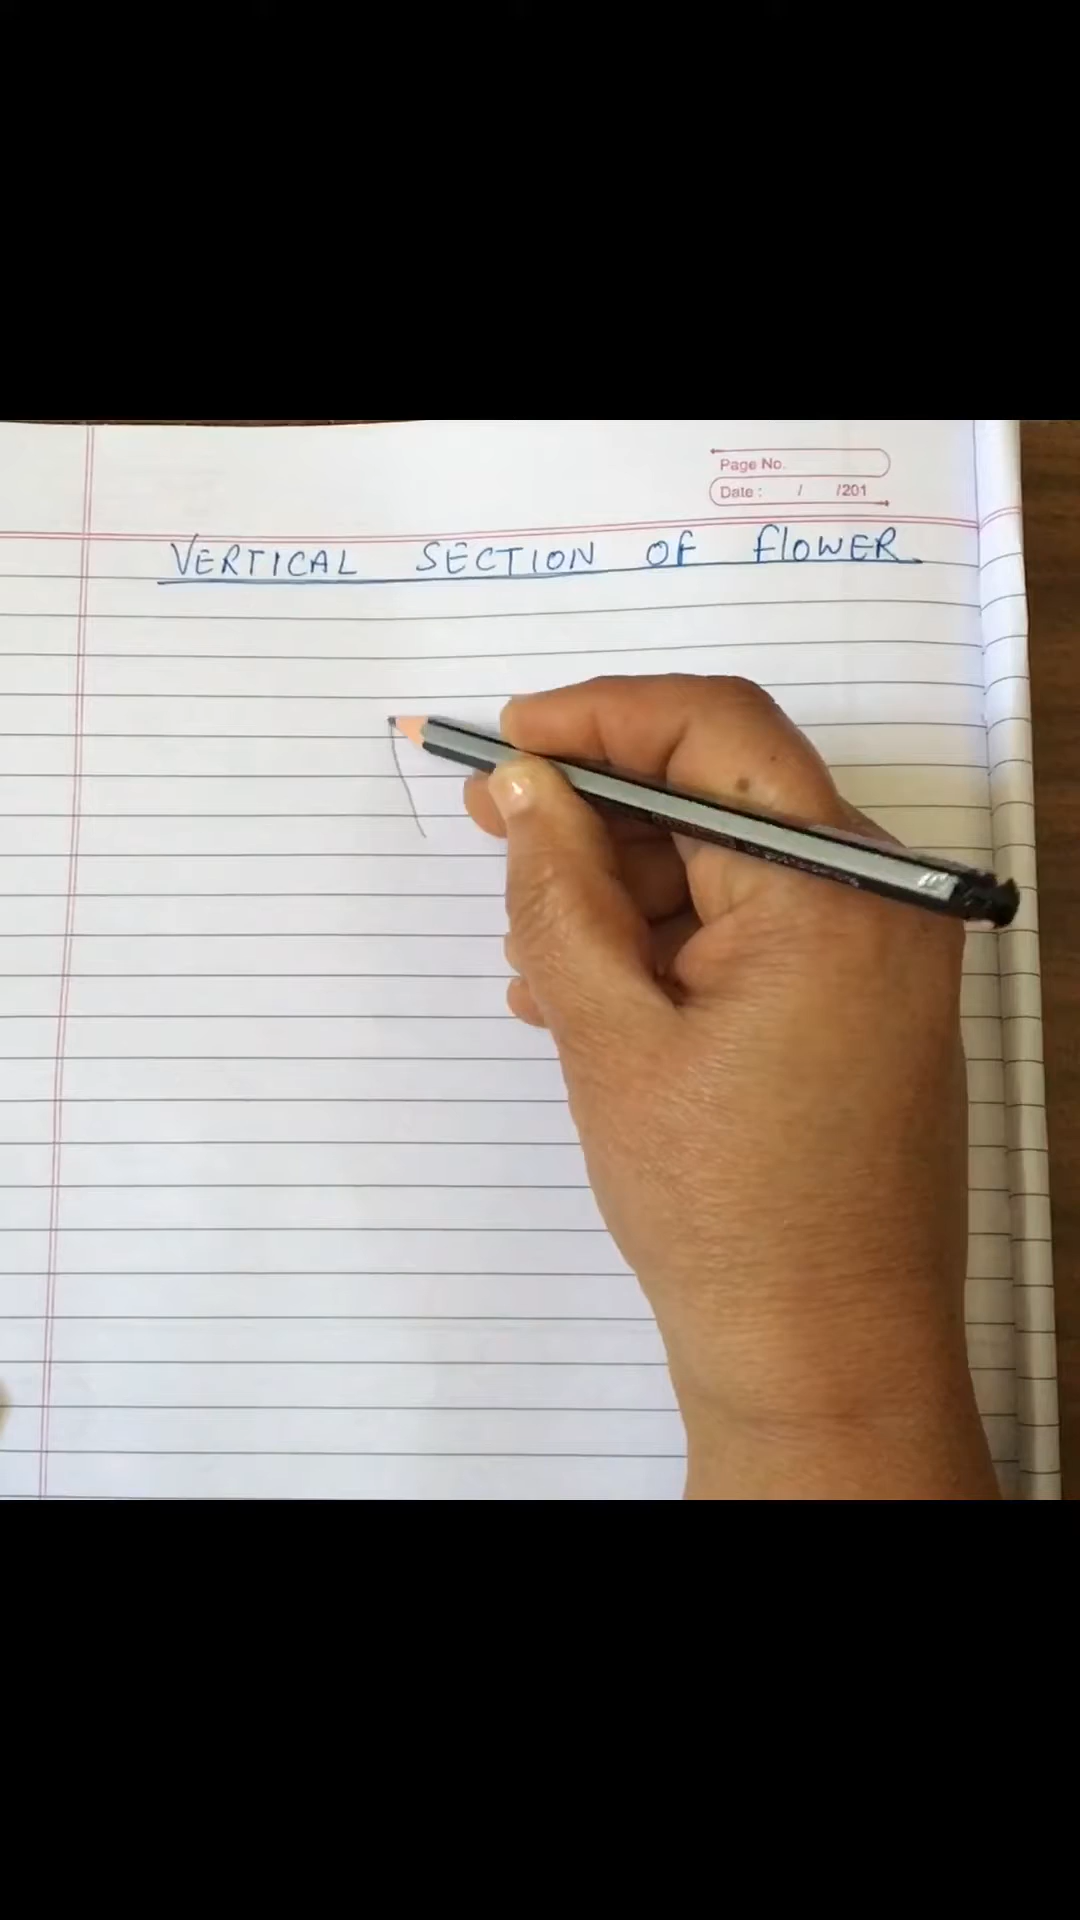 Page No.
Date : / /201
VERTICAL SECTION OF flOWER